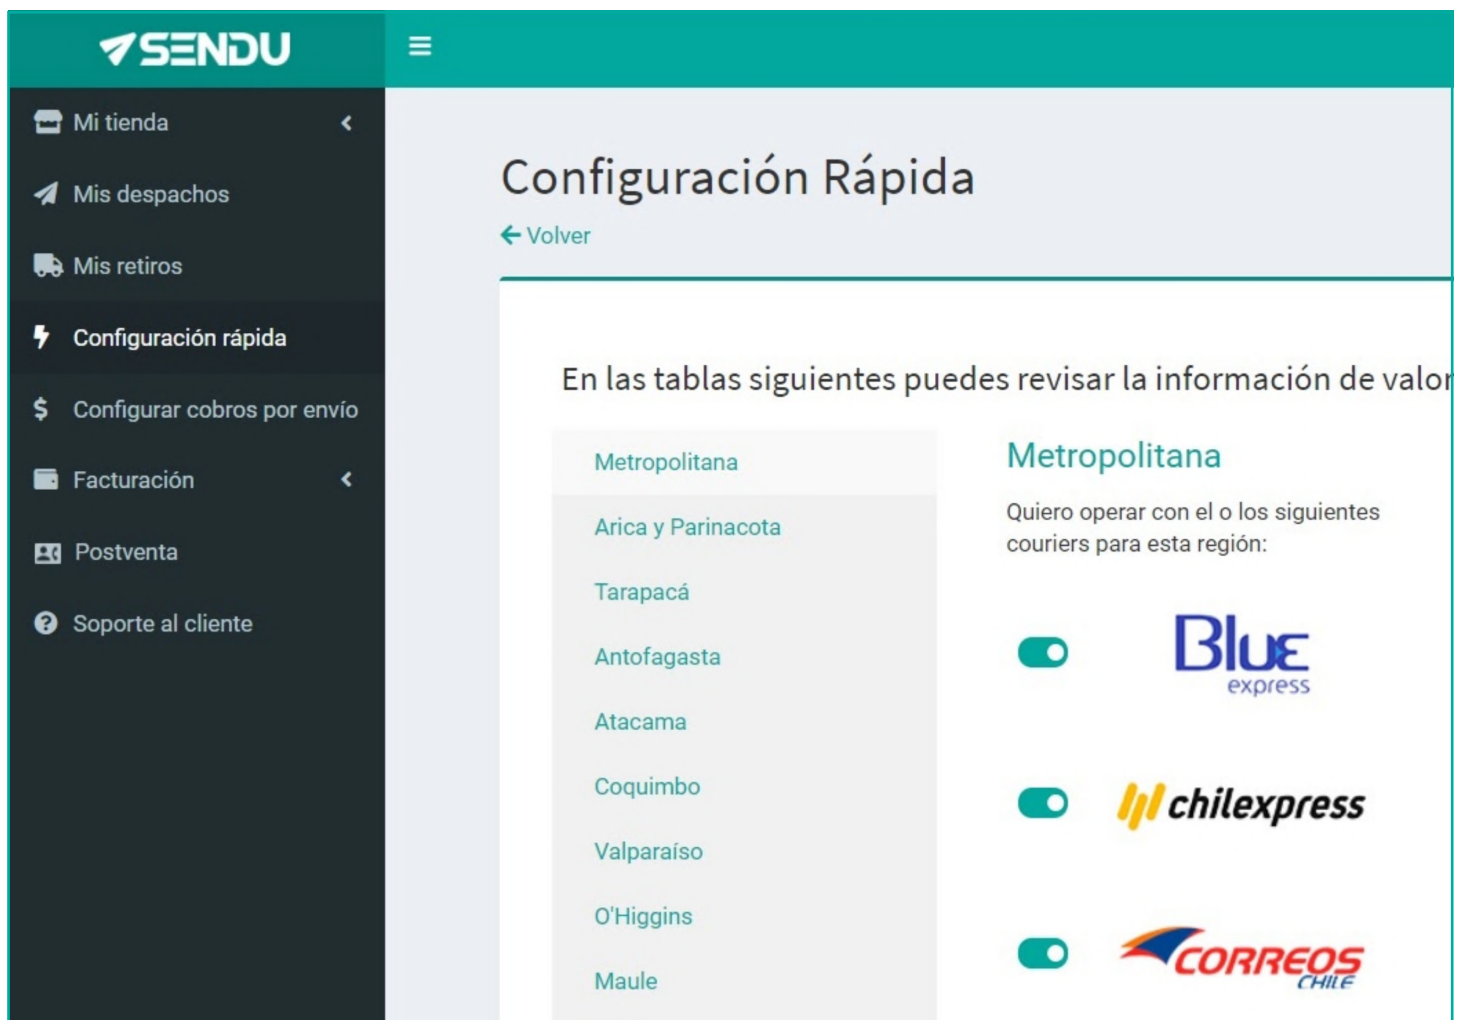 SENDU
Mi tienda
Mis despachos
Mis retiros
Configuración rápida
Configurar cobros por envío
Facturación
Postventa
Soporte al cliente
Configuración Rápida
Volver
En las tablas siguientes puedes revisar la información de valor
Metropolitana
Arica y Parinacota
Tarapacá
Antofagasta
Atacama
Coquimbo
Valparaíso
O'Higgins
Maule
Metropolitana
Quiero operar con el o los siguientes
couriers para esta región:
Blue
express
chilexpress
CORREOS
CHILE